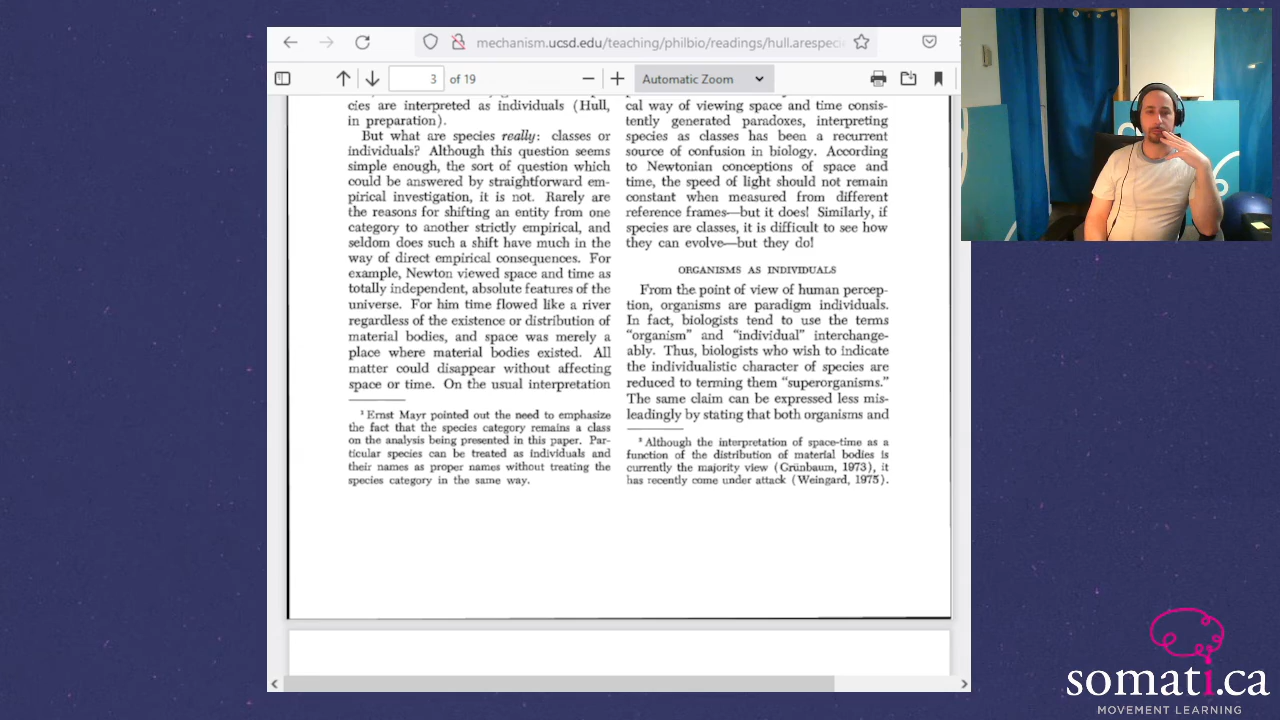 mechanism.ucsd.edu/teaching/philbio/readings/hull.arespeci
3 of 19
Automatic Zoom
cies are interpreted as individuals (Hull,
in preparation).
But what are species really: classes or
individuals? Although this question seems
simple enough, the sort of question which
could be answered by straightforward em-
pirical investigation, it is not. Rarely are
the reasons for shifting an entity from one
category to another strictly empirical, and
seldom does such a shift have much in the
way of direct empirical consequences. For
example, Newton viewed space and time as
totally independent, absolute features of the
universe. For him time flowed like a river
regardless of the existence or distribution of
material bodies, and space was merely a
place where material bodies existed. All
matter could disappear without affecting
space or time. On the usual interpretation
Ernst Mayr pointed out the need to emphasize
the fact that the species category remains a class
on the analysis being presented in this paper. Par-
ticular species can be treated as individuals and
their names as proper names without treating the
species category in the same way.
cal way of viewing space and time consis-
tently generated paradoxes, interpreting
species as classes has been a recurrent
source of confusion in biology. According
to Newtonian conceptions of space and
time, the speed of light should not remain
constant when measured from different
reference frames—but it does! Similarly, if
species are classes, it is difficult to see how
they can evolve—but they do!
ORGANISMS AS INDIVIDUALS
From the point of view of human percep-
tion, organisms are paradigm individuals.
In fact, biologists tend to use the terms
“organism” and “individual” interchange-
ably. Thus, biologists who wish to indicate
the individualistic character of species are
reduced to terming them “superorganisms.”
The same claim can be expressed less mis-
leadingly by stating that both organisms and
Although the interpretation of space-time as a
function of the distribution of material bodies is
currently the majority view (Grünbaum, 1973), it
has recently come under attack (Weingard, 1975).
somati.ca
MOVEMENT LEARNING